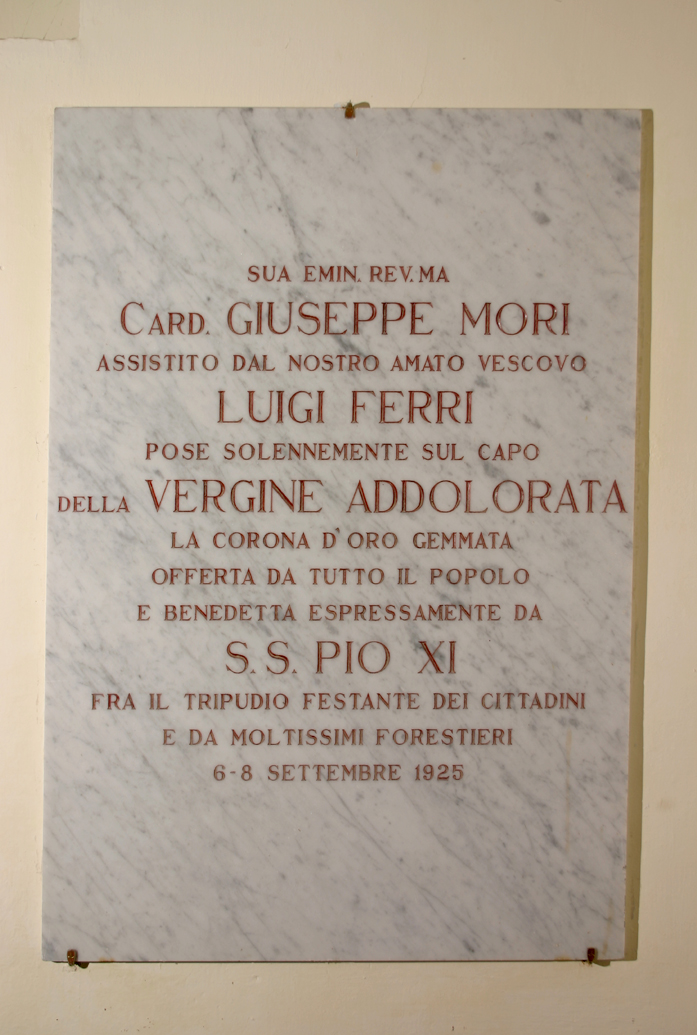 SUA EMIN. REV.MA
CARD. GIUSEPPE MORI
ASSISTITO DAL NOSTRO AMATO VESCOVO
LUIGI FERRI
POSE SOLENNEMENTE SUL CAPO
DELLA VERGINE ADDOLORATA
LA CORONA D'ORO GEMMATA
OFFERTA DA TUTTO IL POPOLO
E BENEDETTA ESPRESSAMENTE DA
S.S. PIO XI
FRA IL TRIPUDIO FESTANTE DEI CITTADINI
E DA MOLTISSIMI FORESTIERI
6-8 SETTEMBRE 1925